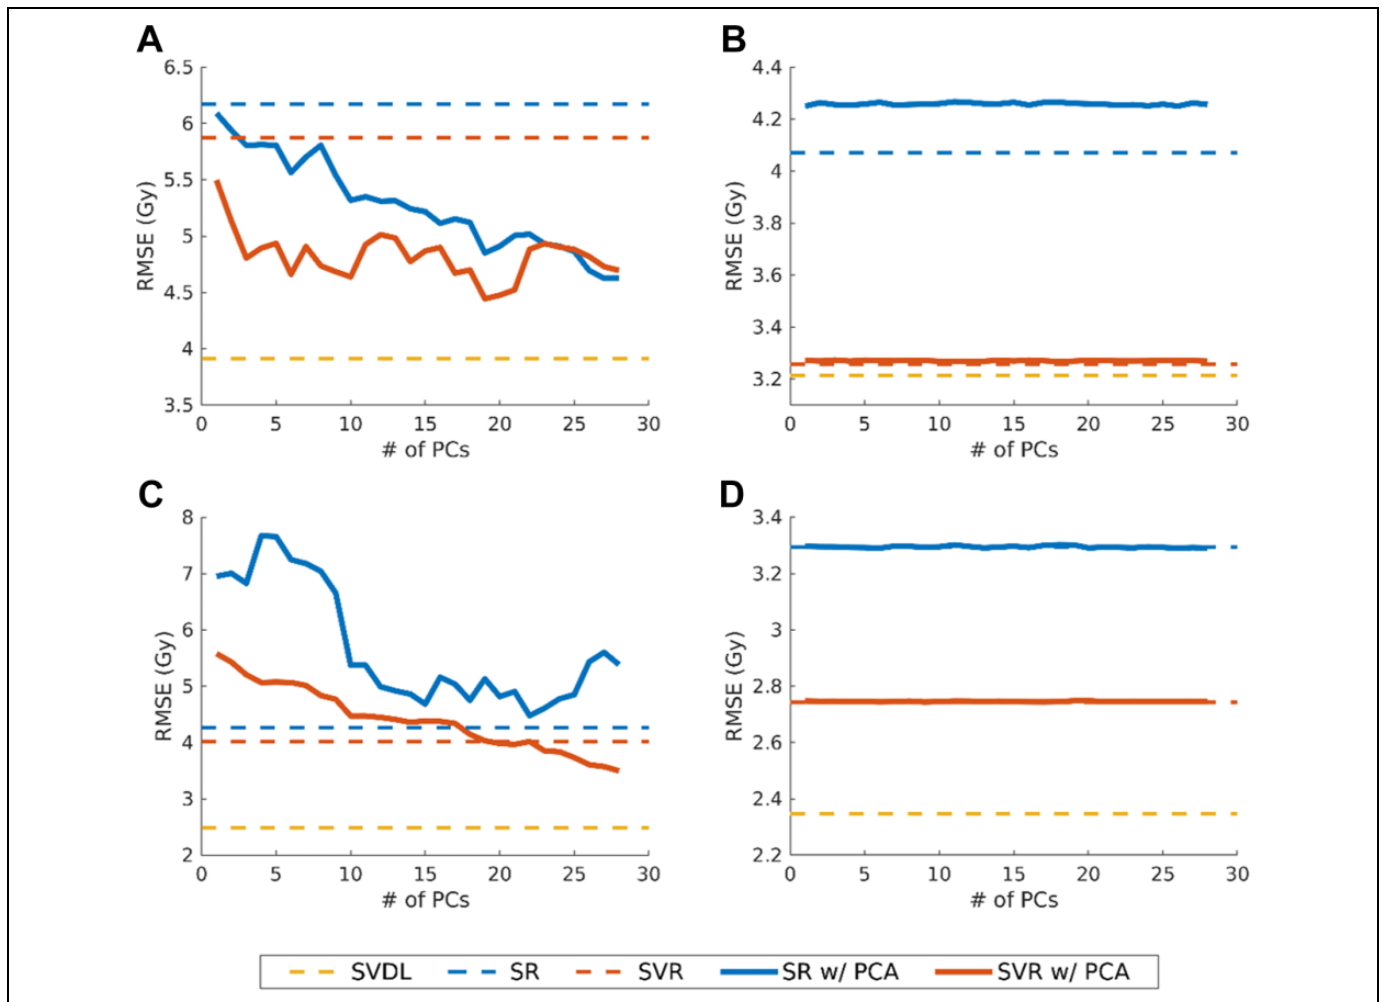 A
6.5
6
5.5
5
4.5
4
3.5
RMSE (Gy)
0 5 10 15 20 25 30
# of PCs
B
4.4
4.2
4
3.8
3.6
3.4
3.2
RMSE (Gy)
0 5 10 15 20 25 30
# of PCs
C
8
7
6
5
4
3
2
RMSE (Gy)
0 5 10 15 20 25 30
# of PCs
D
3.4
3.2
3
2.8
2.6
2.4
2.2
RMSE (Gy)
0 5 10 15 20 25 30
# of PCs
SVDL SR SVR SR w/ PCA SVR w/ PCA